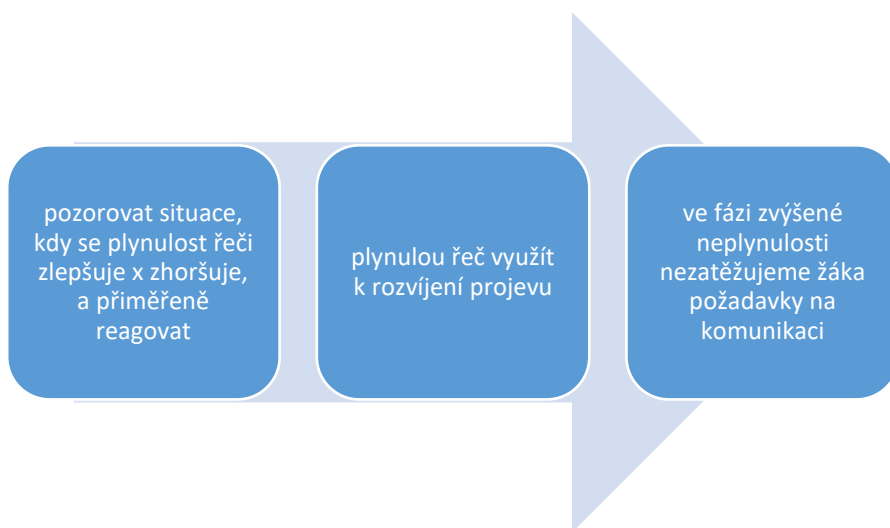 pozorovat situace,
kdy se plynulost řeči
zlepšuje x zhoršuje,
a přiměřeně
reagovat
plynulou řeč využít
k rozvíjení projevu
ve fázi zvýšené
neplynulosti
nezatěžujeme žáka
požadavky na
komunikaci